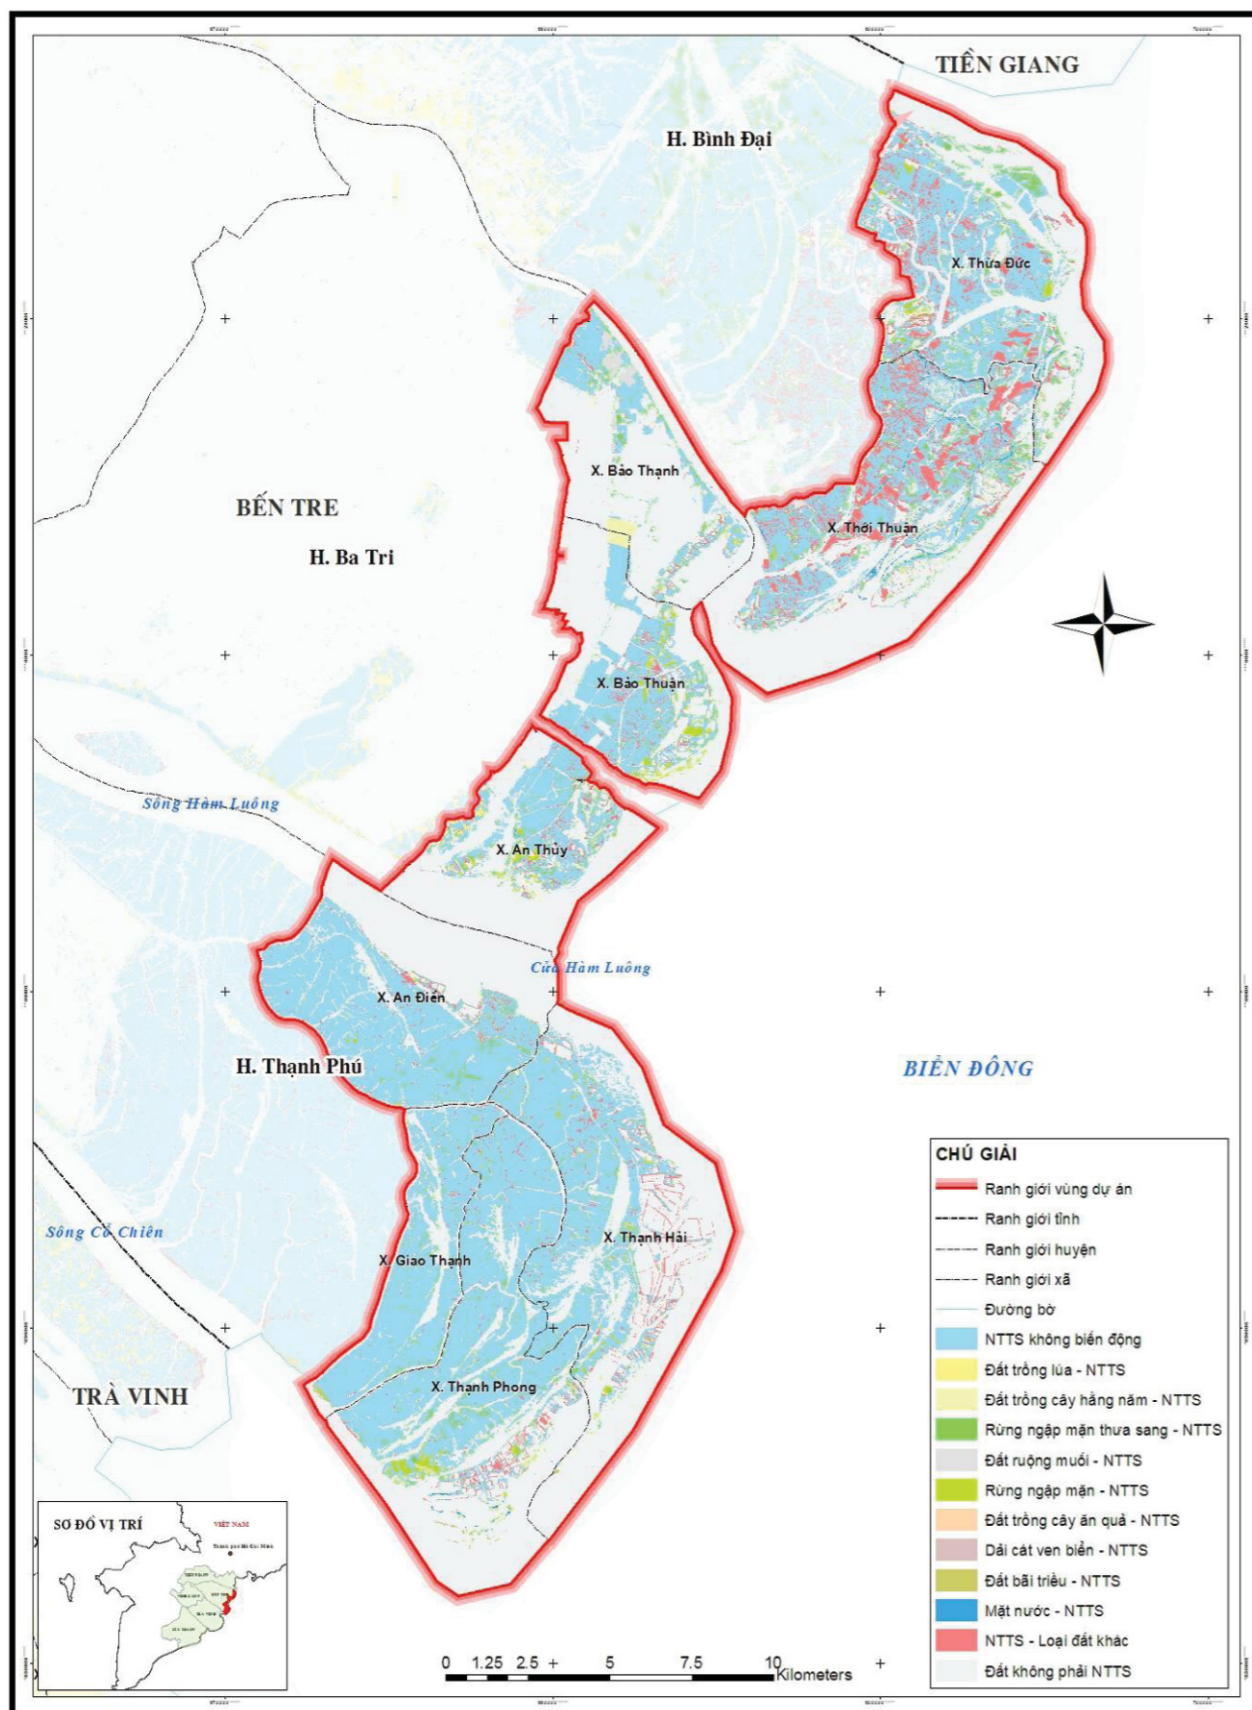 TIỀN GIANG
H. Bình Đại
X. Thừa Đức
X. Bảo Thạnh
BẾN TRE
X. Thới Thuận
H. Ba Tri
X. Bảo Thuận
Sông Hàm Luông
X. An Thủy
Cửa Hàm Luông
X. An Điền
H. Thạnh Phú
BIỂN ĐÔNG
Sông Cổ Chiên
X. Thạnh Hải
X. Giao Thạnh
X. Thạnh Phong
TRÀ VINH
CHÚ GIẢI
Ranh giới vùng dự án
Ranh giới tỉnh
Ranh giới huyện
Ranh giới xã
Đường bờ
NTTS không biến động
Đất trồng lúa - NTTS
Đất trồng cây hằng năm - NTTS
Rừng ngập mặn thưa sang - NTTS
Đất ruộng muối - NTTS
Rừng ngập mặn - NTTS
Đất trồng cây ăn quả - NTTS
Dải cát ven biển - NTTS
Đất bãi triều - NTTS
Mặt nước - NTTS
NTTS - Loại đất khác
Đất không phải NTTS
SƠ ĐỒ VỊ TRÍ
VIỆT NAM
0 1.25 2.5 5 7.5 10
Kilometers